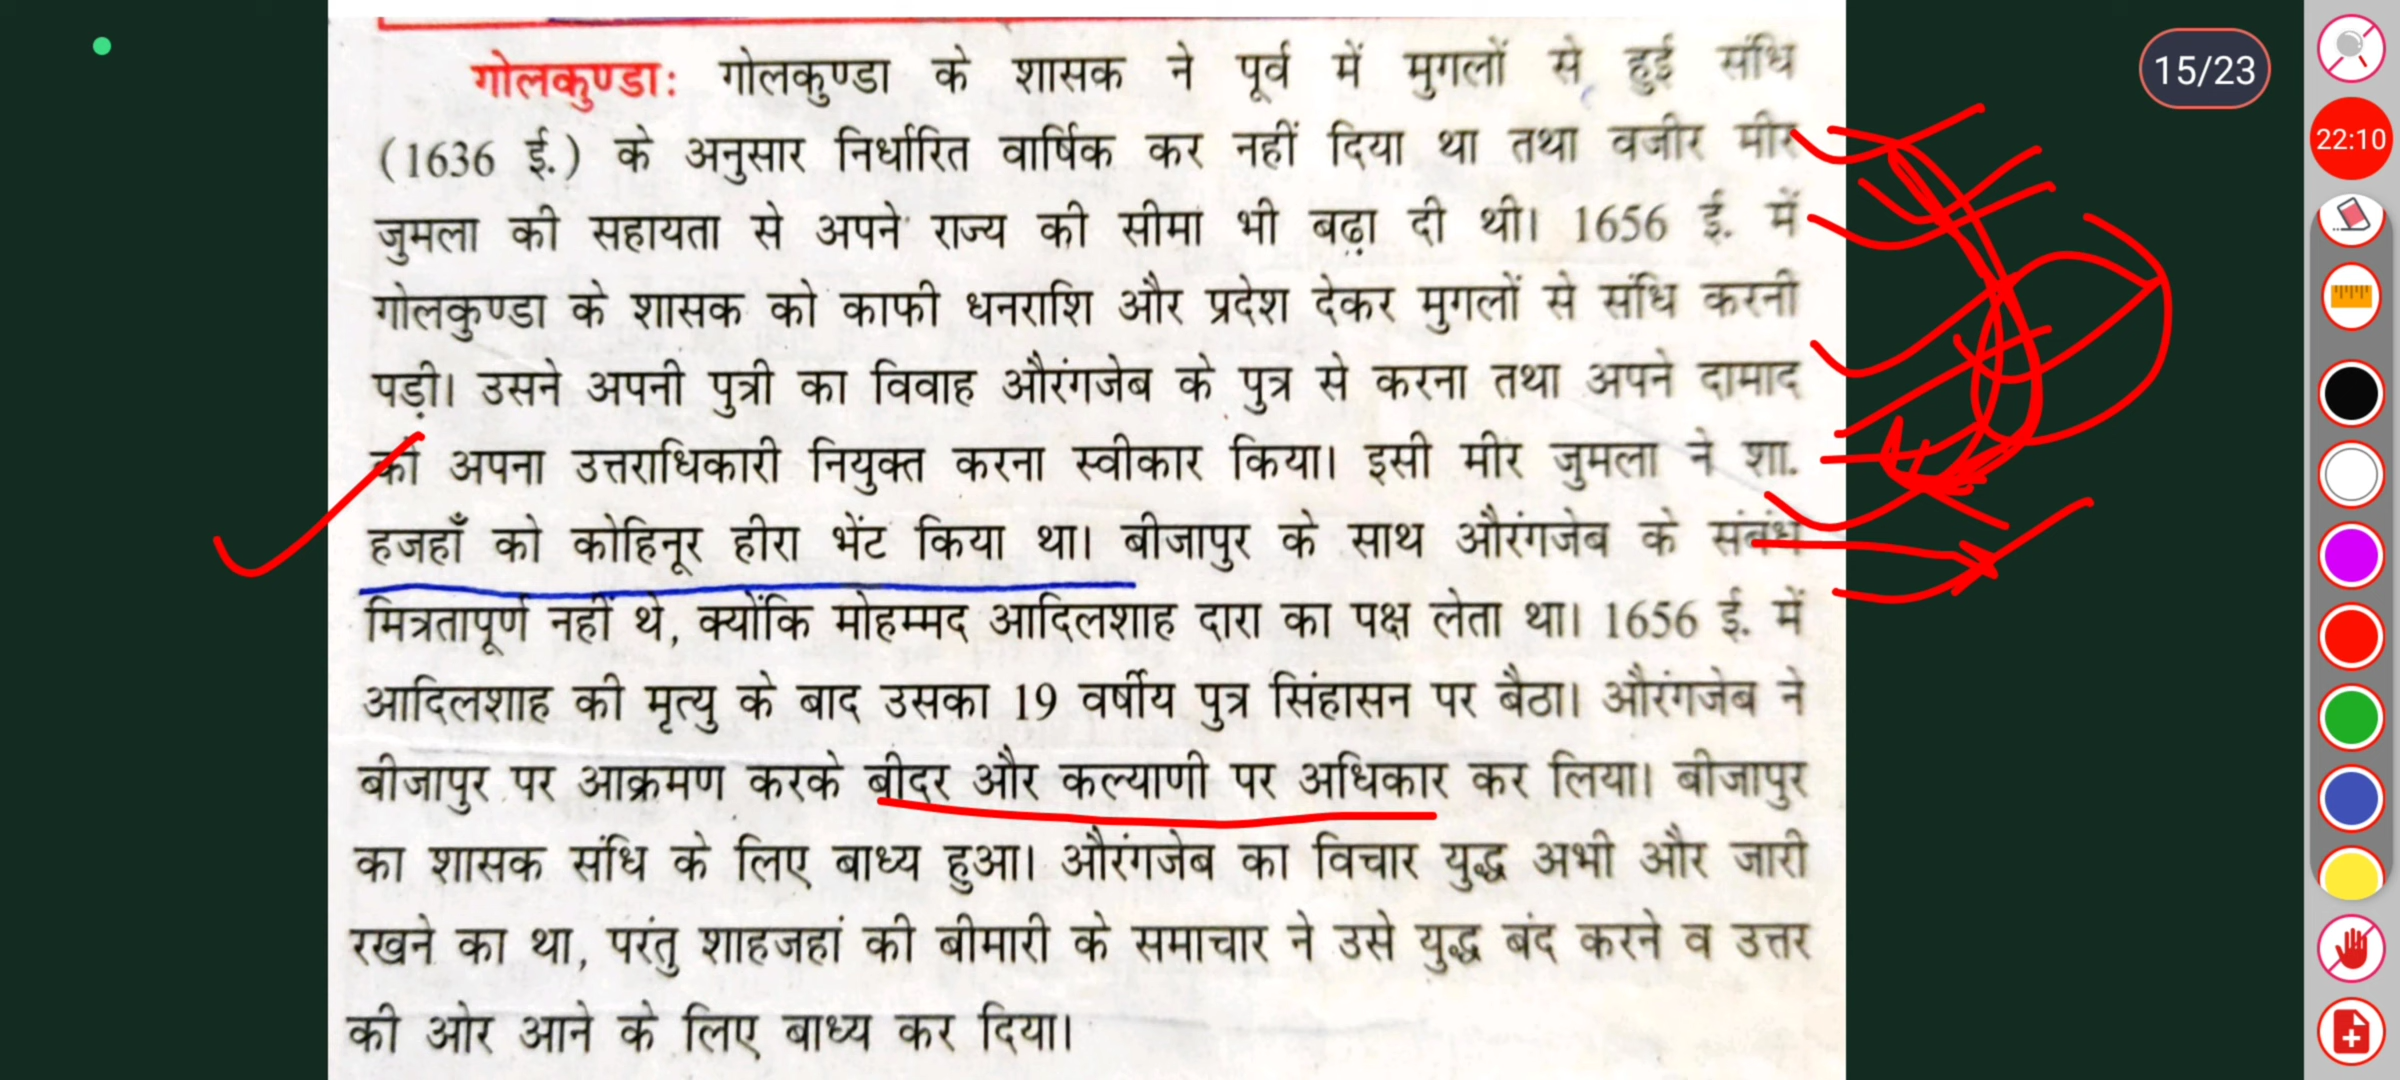 15/23
22:10
गोलकुण्डा: गोलकुण्डा के शासक ने पूर्व में मुगलों से हुई संधि
(1636 ई.) के अनुसार निर्धारित वार्षिक कर नहीं दिया था तथा वजीर मीर
जुमला की सहायता से अपने राज्य की सीमा भी बढ़ा दी थी। 1656 ई. में
गोलकुण्डा के शासक को काफी धनराशि और प्रदेश देकर मुगलों से संधि करनी
पड़ी। उसने अपनी पुत्री का विवाह औरंगजेब के पुत्र से करना तथा अपने दामाद
को अपना उत्तराधिकारी नियुक्त करना स्वीकार किया। इसी मीर जुमला ने शा.
हजहाँ को कोहिनूर हीरा भेंट किया था। बीजापुर के साथ औरंगजेब के संबंध
मित्रतापूर्ण नहीं थे, क्योंकि मोहम्मद आदिलशाह दारा का पक्ष लेता था। 1656 ई. में
आदिलशाह की मृत्यु के बाद उसका 19 वर्षीय पुत्र सिंहासन पर बैठा। औरंगजेब ने
बीजापुर पर आक्रमण करके बीदर और कल्याणी पर अधिकार कर लिया। बीजापुर
का शासक संधि के लिए बाध्य हुआ। औरंगजेब का विचार युद्ध अभी और जारी
रखने का था, परंतु शाहजहां की बीमारी के समाचार ने उसे युद्ध बंद करने व उत्तर
की ओर आने के लिए बाध्य कर दिया।